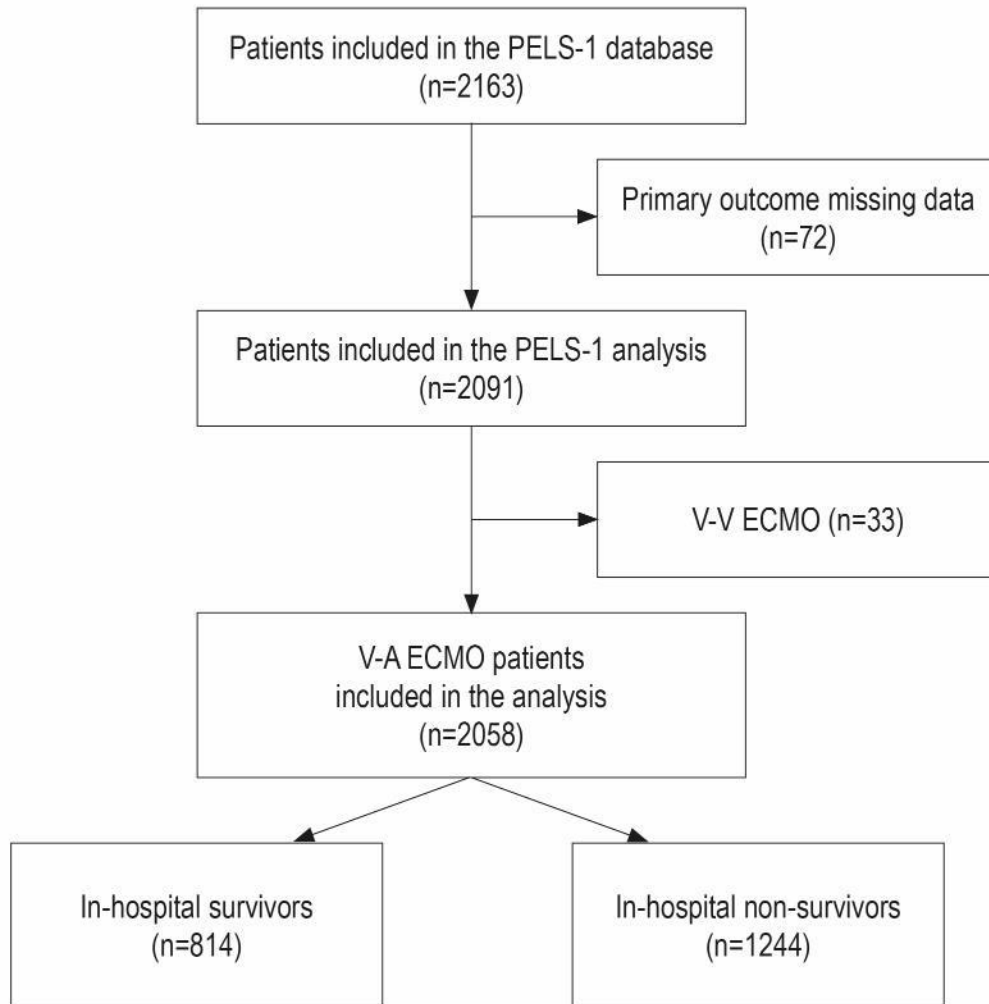 Patients included in the PELS-1 database
(n=2163)
Primary outcome missing data
(n=72)
Patients included in the PELS-1 analysis
(n=2091)
V-V ECMO (n=33)
V-A ECMO patients
included in the analysis
(n=2058)
In-hospital survivors
(n=814)
In-hospital non-survivors
(n=1244)